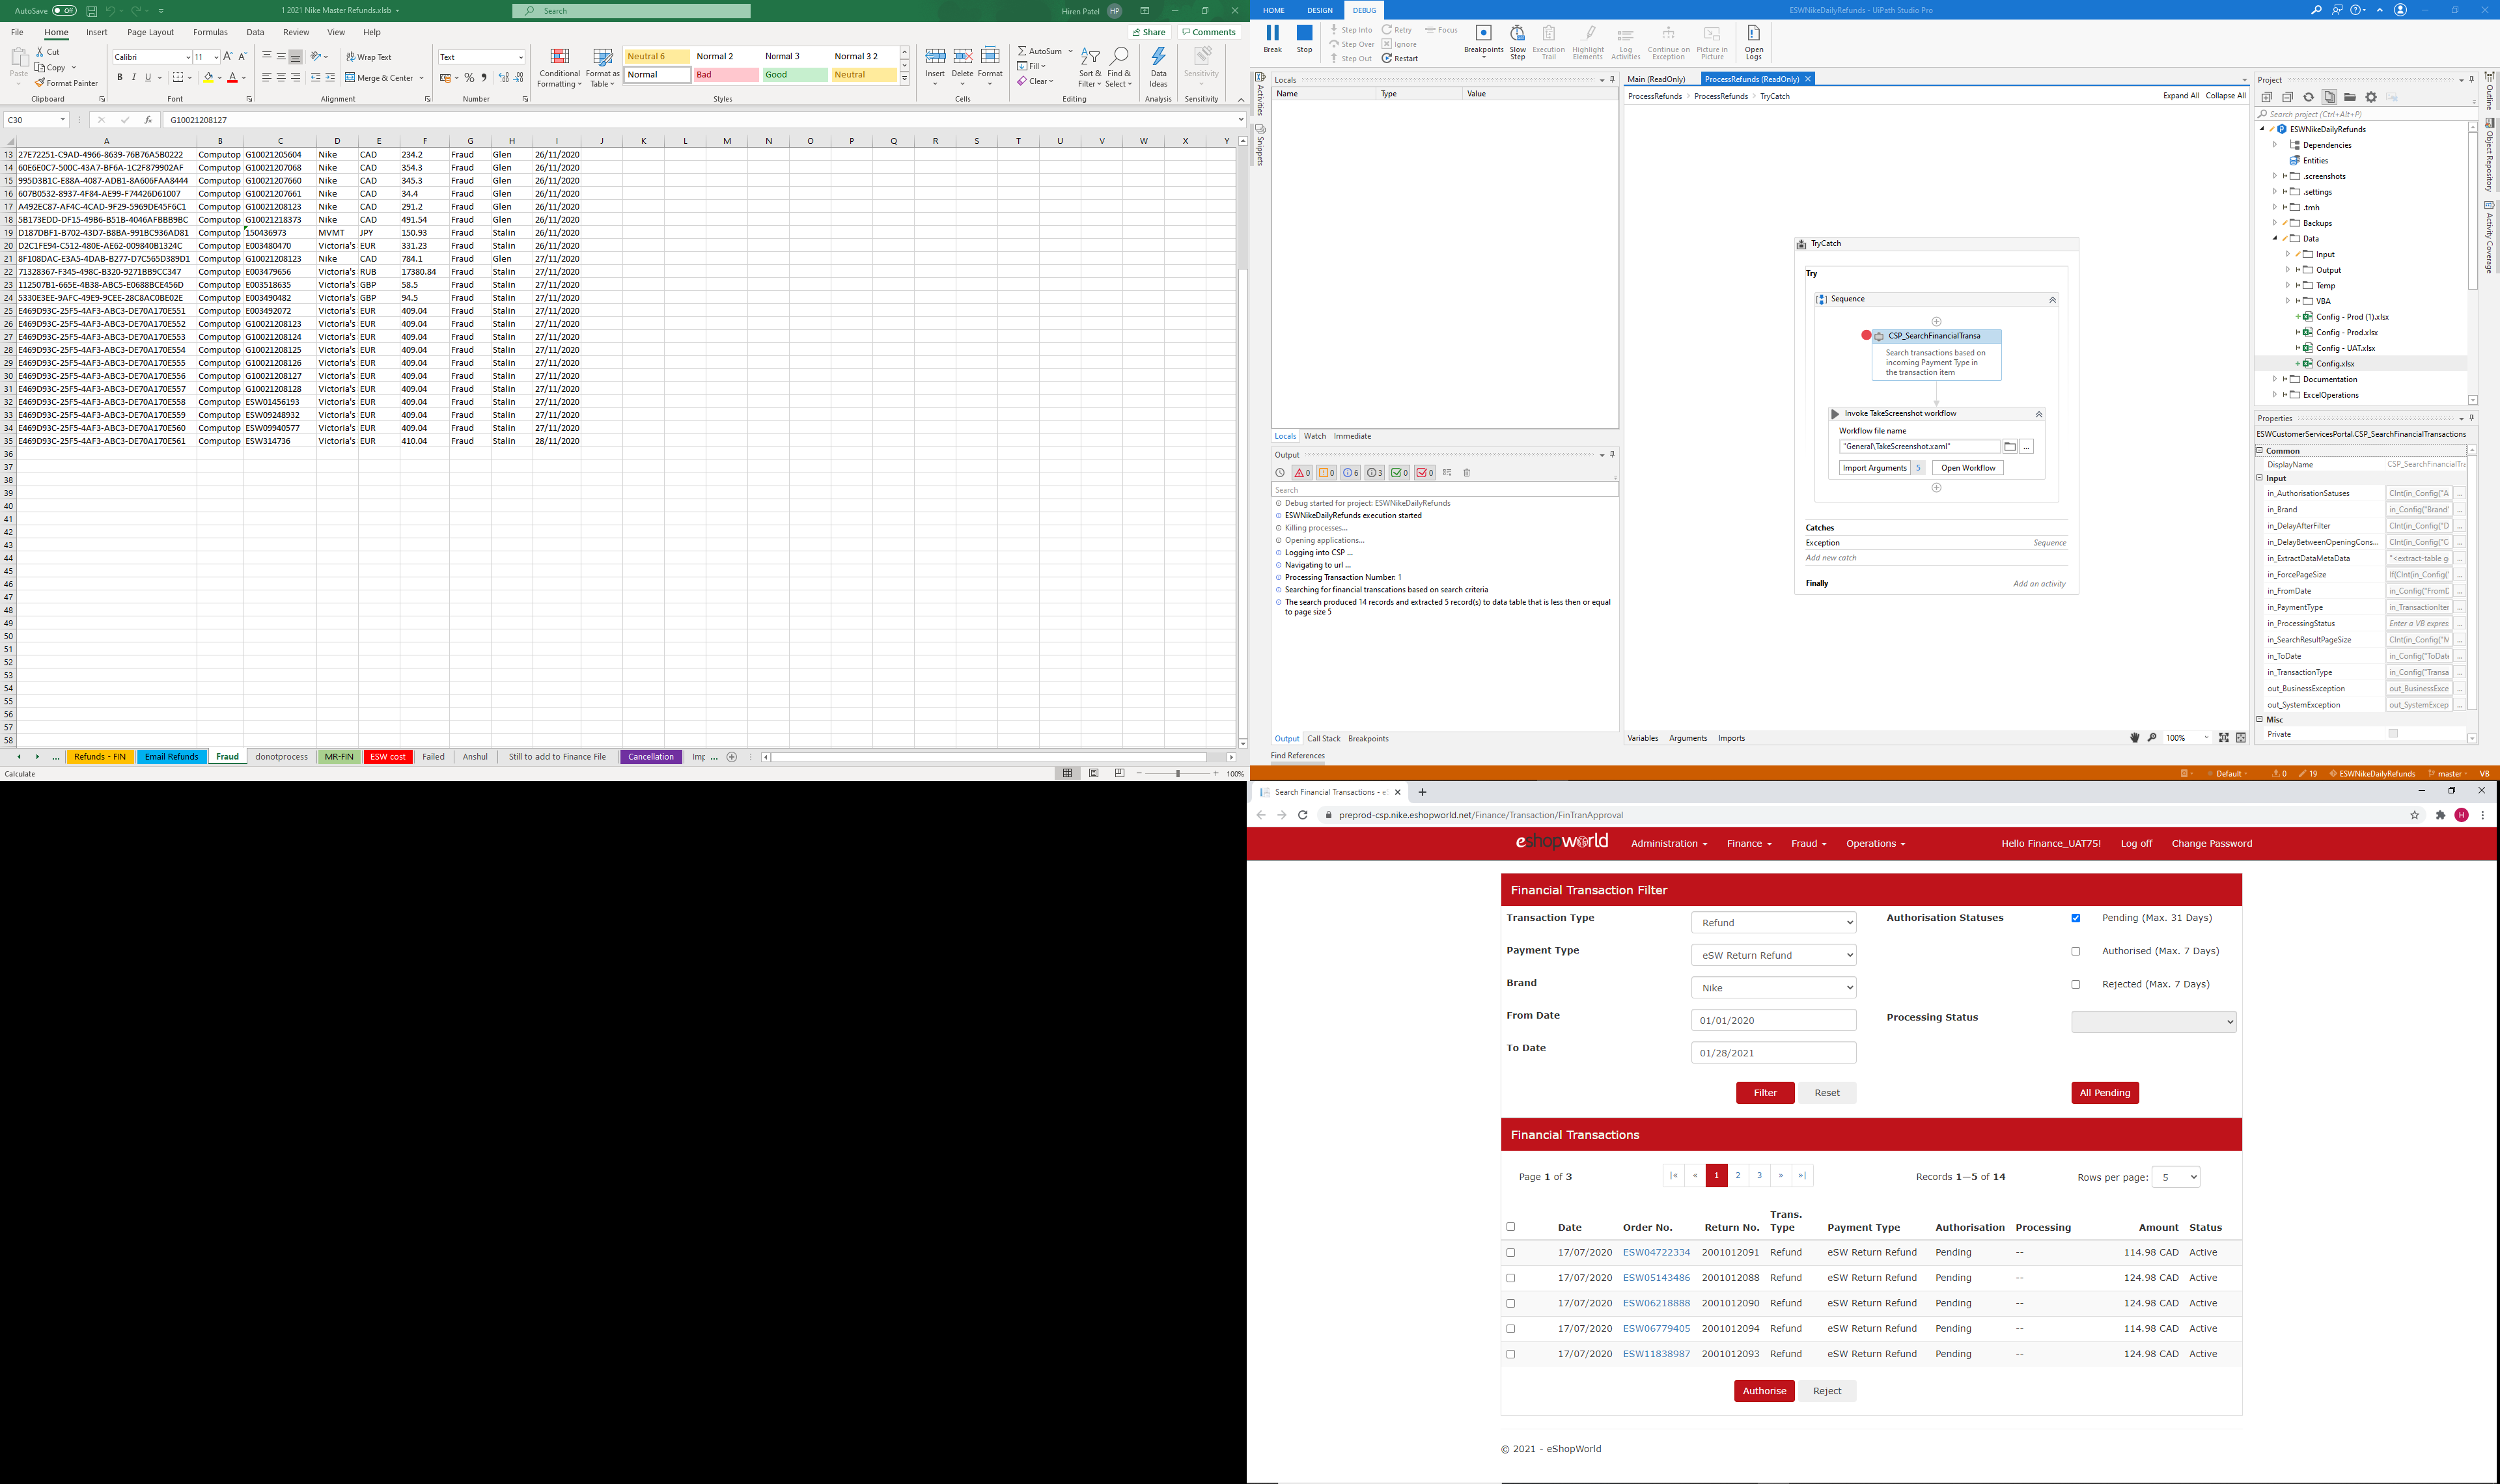 AutoSave Off
1 2021 Nike Master Refunds.xlsb
Search
Hiren Patel HP
File Home Insert Page Layout Formulas Data Review View Help
Share Comments
Paste
Cut
Copy
Format Painter
Calibri 11
B I U
Wrap Text
Merge & Center
Text
Conditional Formatting
Format as Table
Neutral 6 Normal 2 Normal 3 Normal 3 2
Normal Bad Good Neutral
Insert Delete Format
AutoSum
Fill
Clear
Sort & Filter
Find & Select
Data Ideas
Sensitivity
Clipboard Font Alignment Number Styles Cells Editing Analysis Sensitivity
C30 G10021208127
A B C D E F G H I J K L M N O P Q R S T U V W X Y
13 27E72251-C9AD-4966-8639-76B76A5B0222 Computop G10021205604 Nike CAD 234.2 Fraud Glen 26/11/2020
14 60E6E0C7-500C-43A7-BF6A-1C2F879902AF Computop G10021207068 Nike CAD 354.3 Fraud Glen 26/11/2020
15 995D3B1C-E88A-4087-ADB1-8A606FAA8444 Computop G10021207660 Nike CAD 345.3 Fraud Glen 26/11/2020
16 607B0532-8937-4F84-AE99-F74426D61007 Computop G10021207661 Nike CAD 34.4 Fraud Glen 26/11/2020
17 A492EC87-AF4C-4CAD-9F29-5969DE45F6C1 Computop G10021208123 Nike CAD 291.2 Fraud Glen 26/11/2020
18 5B173EDD-DF15-49B6-B51B-4046AFBBB9BC Computop G10021218373 Nike CAD 491.54 Fraud Glen 26/11/2020
19 D187DBF1-B702-43D7-B8BA-991BC936AD81 Computop 150436973 MVMT JPY 150.93 Fraud Stalin 26/11/2020
20 D2C1FE94-C512-480E-AE62-009840B1324C Computop E003480470 Victoria's EUR 331.23 Fraud Stalin 26/11/2020
21 8F108DAC-E3A5-4DAB-B277-D7C565D389D1 Computop G10021208123 Nike CAD 784.1 Fraud Glen 27/11/2020
22 71328367-F345-498C-B320-9271BB9CC347 Computop E003479656 Victoria's RUB 17380.84 Fraud Stalin 27/11/2020
23 112507B1-665E-4B38-ABC5-E0688BCE456D Computop E003518635 Victoria's GBP 58.5 Fraud Stalin 27/11/2020
24 5330E3EE-9AFC-49E9-9CEE-28C8AC0BE02E Computop E003490482 Victoria's GBP 94.5 Fraud Stalin 27/11/2020
25 E469D93C-25F5-4AF3-ABC3-DE70A170E551 Computop E003492072 Victoria's EUR 409.04 Fraud Stalin 27/11/2020
26 E469D93C-25F5-4AF3-ABC3-DE70A170E552 Computop G10021208123 Victoria's EUR 409.04 Fraud Stalin 27/11/2020
27 E469D93C-25F5-4AF3-ABC3-DE70A170E553 Computop G10021208124 Victoria's EUR 409.04 Fraud Stalin 27/11/2020
28 E469D93C-25F5-4AF3-ABC3-DE70A170E554 Computop G10021208125 Victoria's EUR 409.04 Fraud Stalin 27/11/2020
29 E469D93C-25F5-4AF3-ABC3-DE70A170E555 Computop G10021208126 Victoria's EUR 409.04 Fraud Stalin 27/11/2020
30 E469D93C-25F5-4AF3-ABC3-DE70A170E556 Computop G10021208127 Victoria's EUR 409.04 Fraud Stalin 27/11/2020
31 E469D93C-25F5-4AF3-ABC3-DE70A170E557 Computop G10021208128 Victoria's EUR 409.04 Fraud Stalin 27/11/2020
32 E469D93C-25F5-4AF3-ABC3-DE70A170E558 Computop ESW01456193 Victoria's EUR 409.04 Fraud Stalin 27/11/2020
33 E469D93C-25F5-4AF3-ABC3-DE70A170E559 Computop ESW09248932 Victoria's EUR 409.04 Fraud Stalin 27/11/2020
34 E469D93C-25F5-4AF3-ABC3-DE70A170E560 Computop ESW09940577 Victoria's EUR 409.04 Fraud Stalin 27/11/2020
35 E469D93C-25F5-4AF3-ABC3-DE70A170E561 Computop ESW314736 Victoria's EUR 410.04 Fraud Stalin 28/11/2020
36
37
38
39
40
41
42
43
44
45
46
47
48
49
50
51
52
53
54
55
56
57
58
... Refunds - FIN Email Refunds Fraud donotprocess MR-FIN ESW cost Failed Anshul Still to add to Finance File Cancellation Imp ...
Calculate 100%
HOME DESIGN DEBUG
ESWNikeDailyRefunds - UiPath Studio Pro
Break Stop
Step Into Step Over Step Out
Retry Ignore Restart
Focus
Breakpoints
Slow Step
Execution Trail
Highlight Elements
Log Activities
Continue on Exception
Picture in Picture
Open Logs
Activities
Snippets
Locals
Name Type Value
Locals Watch Immediate
Output
0 0 6 3 0 0
Search
Debug started for project: ESWNikeDailyRefunds
ESWNikeDailyRefunds execution started
Killing processes...
Opening applications...
Logging into CSP ...
Navigating to url ...
Processing Transaction Number: 1
Searching for financial transcations based on search criteria
The search produced 14 records and extracted 5 record(s) to data table that is less then or equal
to page size 5
Output Call Stack Breakpoints
Find References
Main (ReadOnly) ProcessRefunds (ReadOnly)
ProcessRefunds > ProcessRefunds > TryCatch
Expand All Collapse All
TryCatch
Try
Sequence
CSP_SearchFinancialTransa
Search transactions based on
incoming Payment Type in
the transaction item
Invoke TakeScreenshot workflow
Workflow file name
"General\TakeScreenshot.xaml" ...
Import Arguments 5 Open Workflow
Catches
Exception Sequence
Add new catch
Finally Add an activity
Variables Arguments Imports
100%
Project
Search project (Ctrl+Alt+P)
ESWNikeDailyRefunds
Dependencies
Entities
.screenshots
.settings
.tmh
Backups
Data
Input
Output
Temp
VBA
Config - Prod (1).xlsx
Config - Prod.xlsx
Config - UAT.xlsx
Config.xlsx
Documentation
ExcelOperations
Outline
Object Repository
Activity Coverage
Properties
ESWCustomerServicesPortal.CSP_SearchFinancialTransactions
Common
DisplayName CSP_SearchFinancialTra
Input
in_AuthorisationSatuses CInt(in_Config("A ...
in_Brand in_Config("Brand' ...
in_DelayAfterFilter CInt(in_Config("D ...
in_DelayBetweenOpeningCons... CInt(in_Config("C ...
in_ExtractDataMetaData "<extract-table g ...
in_ForcePageSize If(CInt(in_Config(' ...
in_FromDate in_Config("FromD ...
in_PaymentType in_TransactionIter ...
in_ProcessingStatus Enter a VB expres: ...
in_SearchResultPageSize CInt(in_Config("M ...
in_ToDate in_Config("ToDate ...
in_TransactionType in_Config("Transa ...
out_BusinessException out_BusinessExce ...
out_SystemException out_SystemExcep ...
Misc
Private
Default 0 19 ESWNikeDailyRefunds master VB
Search Financial Transactions - e
preprod-csp.nike.eshopworld.net/Finance/Transaction/FinTranApproval
H
eshopworld
Administration Finance Fraud Operations
Hello Finance_UAT75! Log off Change Password
Financial Transaction Filter
Transaction Type Refund Authorisation Statuses Pending (Max. 31 Days)
Payment Type eSW Return Refund Authorised (Max. 7 Days)
Brand Nike Rejected (Max. 7 Days)
From Date 01/01/2020 Processing Status
To Date 01/28/2021
Filter Reset All Pending
Financial Transactions
Page 1 of 3 |« « 1 2 3 » »| Records 1—5 of 14 Rows per page: 5
Date Order No. Return No. Trans. Type Payment Type Authorisation Processing Amount Status
17/07/2020 ESW04722334 2001012091 Refund eSW Return Refund Pending -- 114.98 CAD Active
17/07/2020 ESW05143486 2001012088 Refund eSW Return Refund Pending -- 124.98 CAD Active
17/07/2020 ESW06218888 2001012090 Refund eSW Return Refund Pending -- 124.98 CAD Active
17/07/2020 ESW06779405 2001012094 Refund eSW Return Refund Pending -- 114.98 CAD Active
17/07/2020 ESW11838987 2001012093 Refund eSW Return Refund Pending -- 124.98 CAD Active
Authorise Reject
© 2021 - eShopWorld